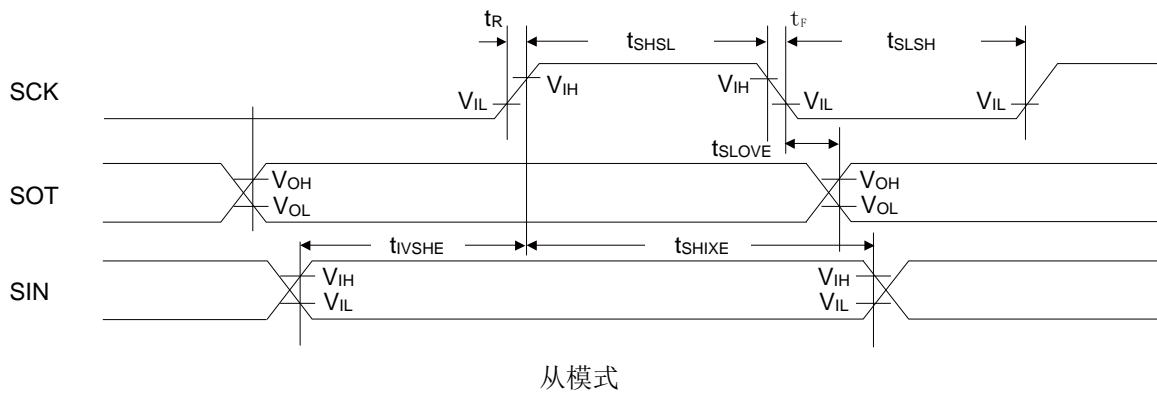 tR tSHSL tF tSLSH
SCK VIL VIH VIH VIL VIL
tSLOVE
SOT VOH VOL VOH VOL
tIVSHE tSHIXE
SIN VIH VIL VIH VIL
从模式